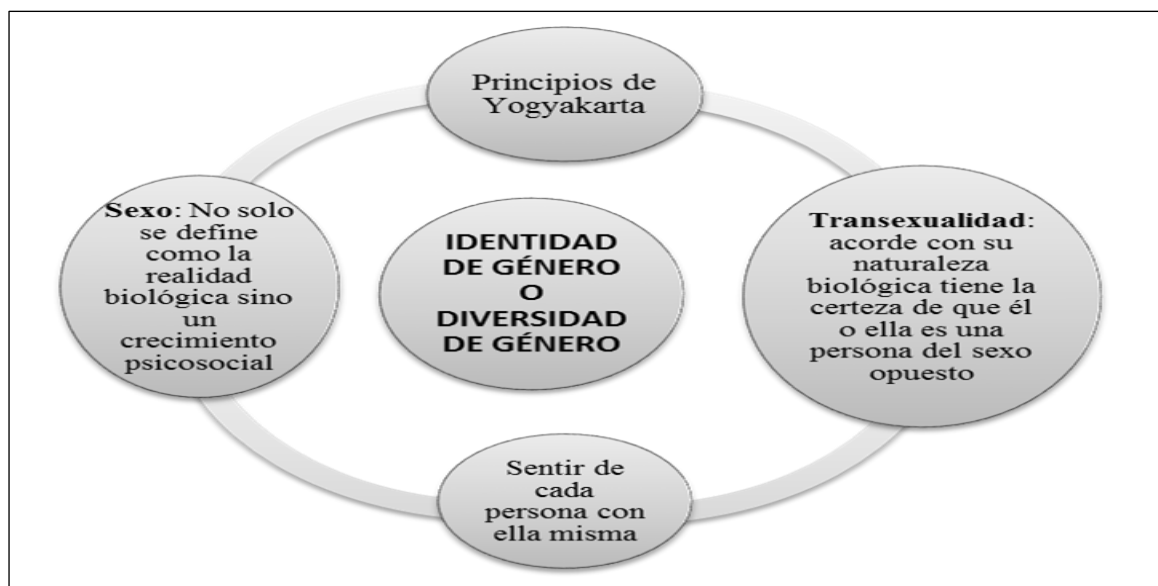 Principios de
Yogyakarta
Sexo: No solo
se define
como la
realidad
biológica sino
un
crecimiento
psicosocial
IDENTIDAD
DE GÉNERO
O
DIVERSIDAD
DE GÉNERO
Transexualidad:
acorde con su
naturaleza
biológica tiene la
certeza de que él
o ella es una
persona del sexo
opuesto
Sentir de
cada
persona con
ella misma